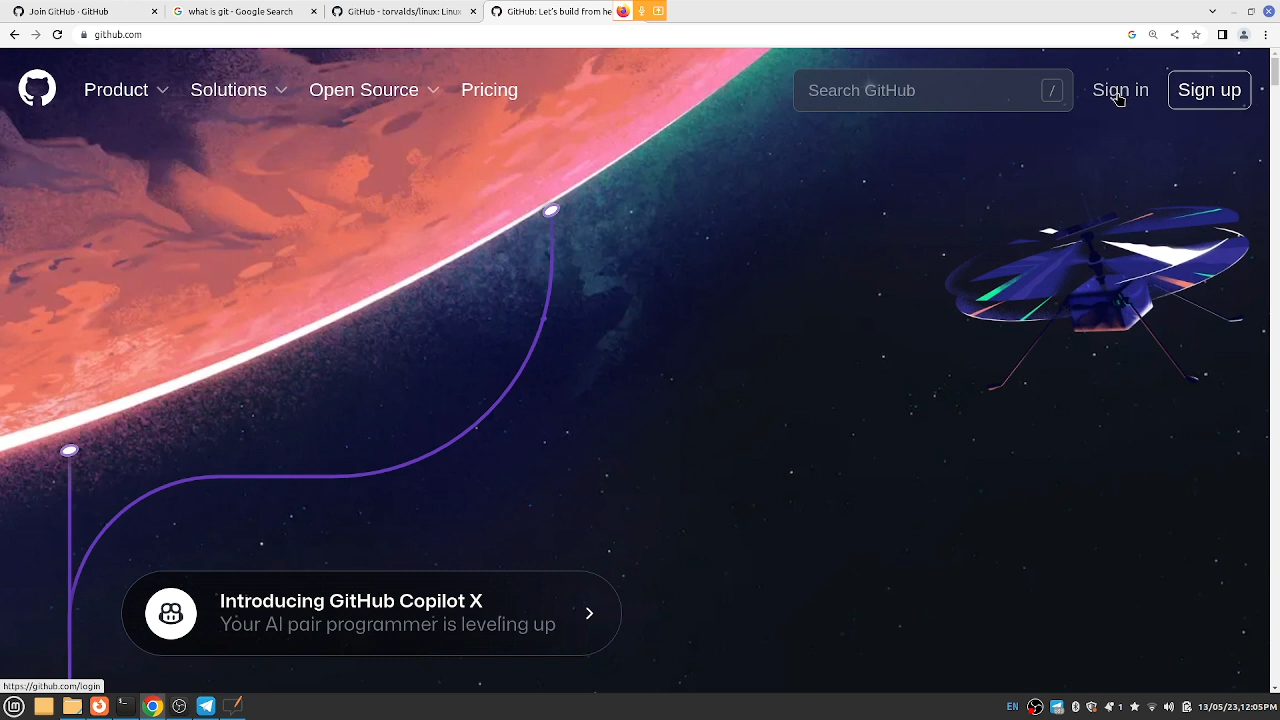 Join GitHub · GitHub
what is git - Google Search
GitHub - torvalds/linux: Linux
GitHub: Let's build from he
github.com
Product
Solutions
Open Source
Pricing
Search GitHub
/
Sign in
Sign up
Introducing GitHub Copilot X
Your AI pair programmer is leveling up
https://github.com/login
EN
1
13/05/23,12:05PM